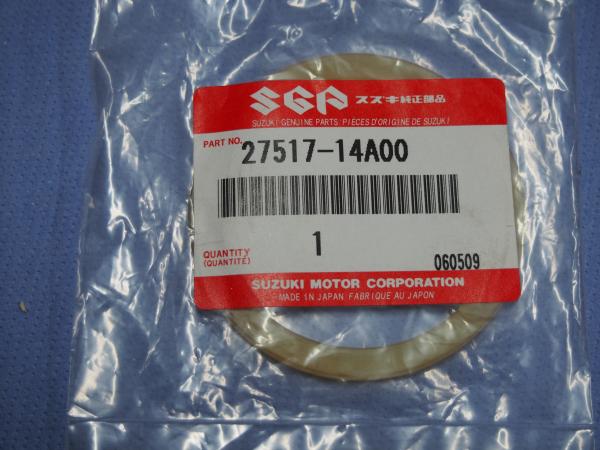 SGP スズキ純正部品
SUZUKI GENUINE PARTS/PIÈCES D'ORIGINE DE SUZUKI
PART NO. 27517-14A00
QUANTITY 1
(QUANTITÉ) 060509
SUZUKI MOTOR CORPORATION
MADE IN JAPAN FABRIQUÉ AU JAPON